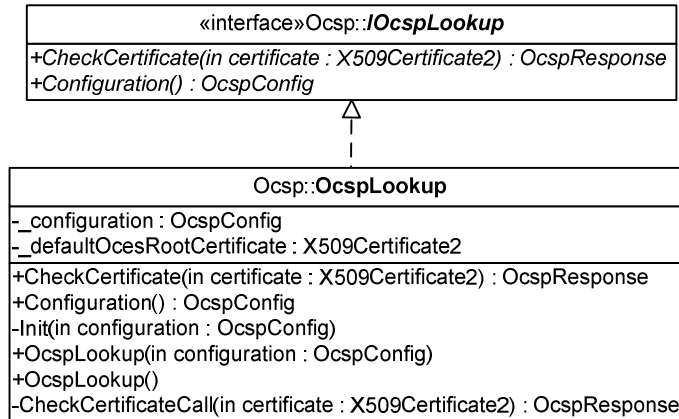 «interface»Ocsp::IOcspLookup
+CheckCertificate(in certificate : X509Certificate2) : OcspResponse
+Configuration() : OcspConfig
Ocsp::OcspLookup
-_configuration : OcspConfig
-_defaultOcesRootCertificate : X509Certificate2
+CheckCertificate(in certificate : X509Certificate2) : OcspResponse
+Configuration() : OcspConfig
-Init(in configuration : OcspConfig)
+OcspLookup(in configuration : OcspConfig)
+OcspLookup()
-CheckCertificateCall(in certificate : X509Certificate2) : OcspResponse